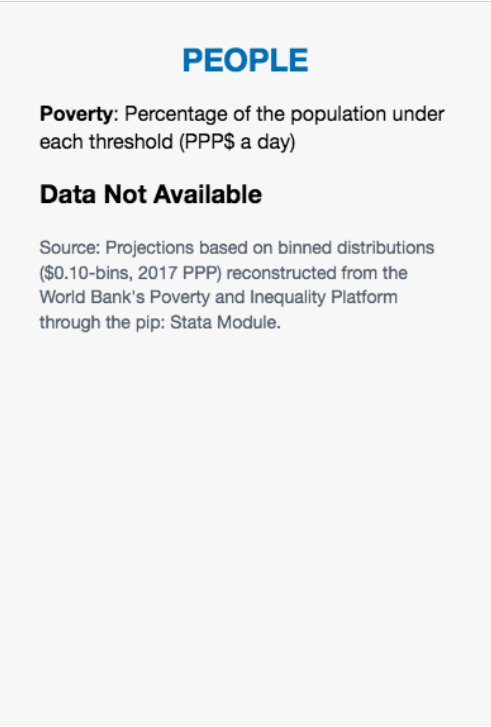 PEOPLE
Poverty: Percentage of the population under
each threshold (PPP$ a day)
Data Not Available
Source: Projections based on binned distributions
($0.10-bins, 2017 PPP) reconstructed from the
World Bank's Poverty and Inequality Platform
through the pip: Stata Module.